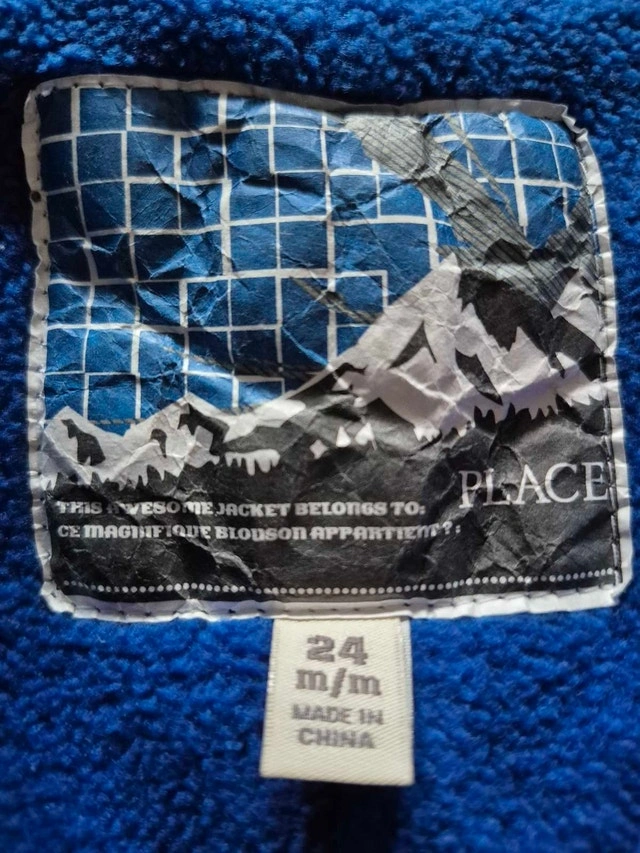 PLACE
THIS AWESOME JACKET BELONGS TO:
CE MAGNIFIQUE BLOUSON APPARTIENT ? :
24
m/m
MADE IN
CHINA